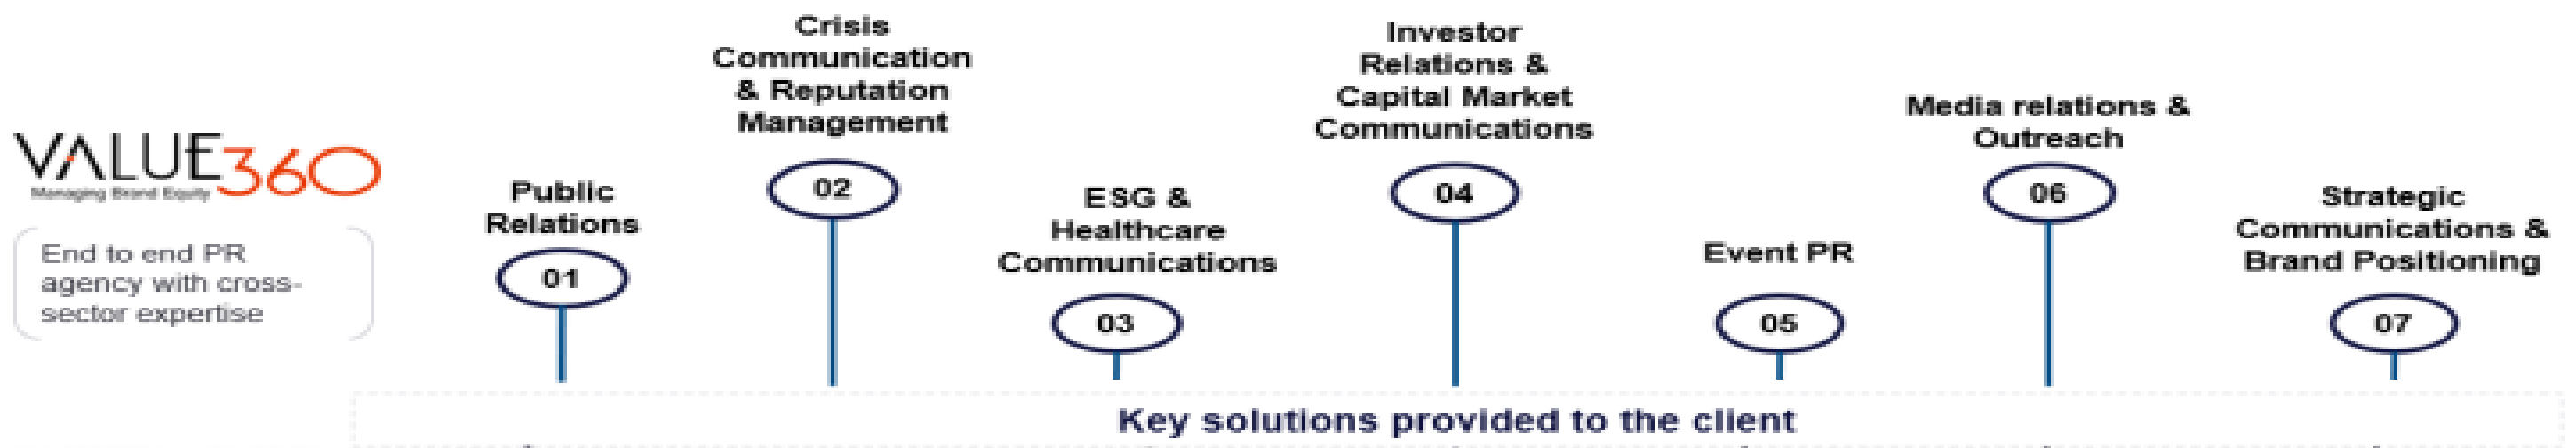 VALUE360
Managing Brand Equity
End to end PR
agency with cross-
sector expertise
Public
Relations
01
Crisis
Communication
& Reputation
Management
02
ESG &
Healthcare
Communications
03
Investor
Relations &
Capital Market
Communications
04
Event PR
05
Media relations &
Outreach
06
Strategic
Communications &
Brand Positioning
07
Key solutions provided to the client